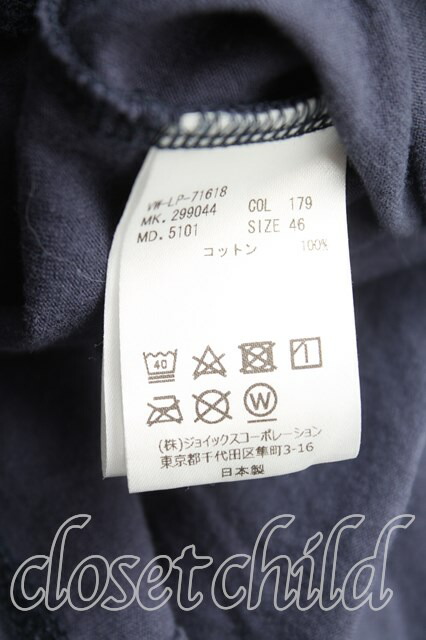 VW-LP-71618
MK. 299044 COL 179
MD. 5101 SIZE 46
コットン 100%
40
W
(株)ジョイックスコーポレーション
東京都千代田区隼町3-16
日本製
closet child